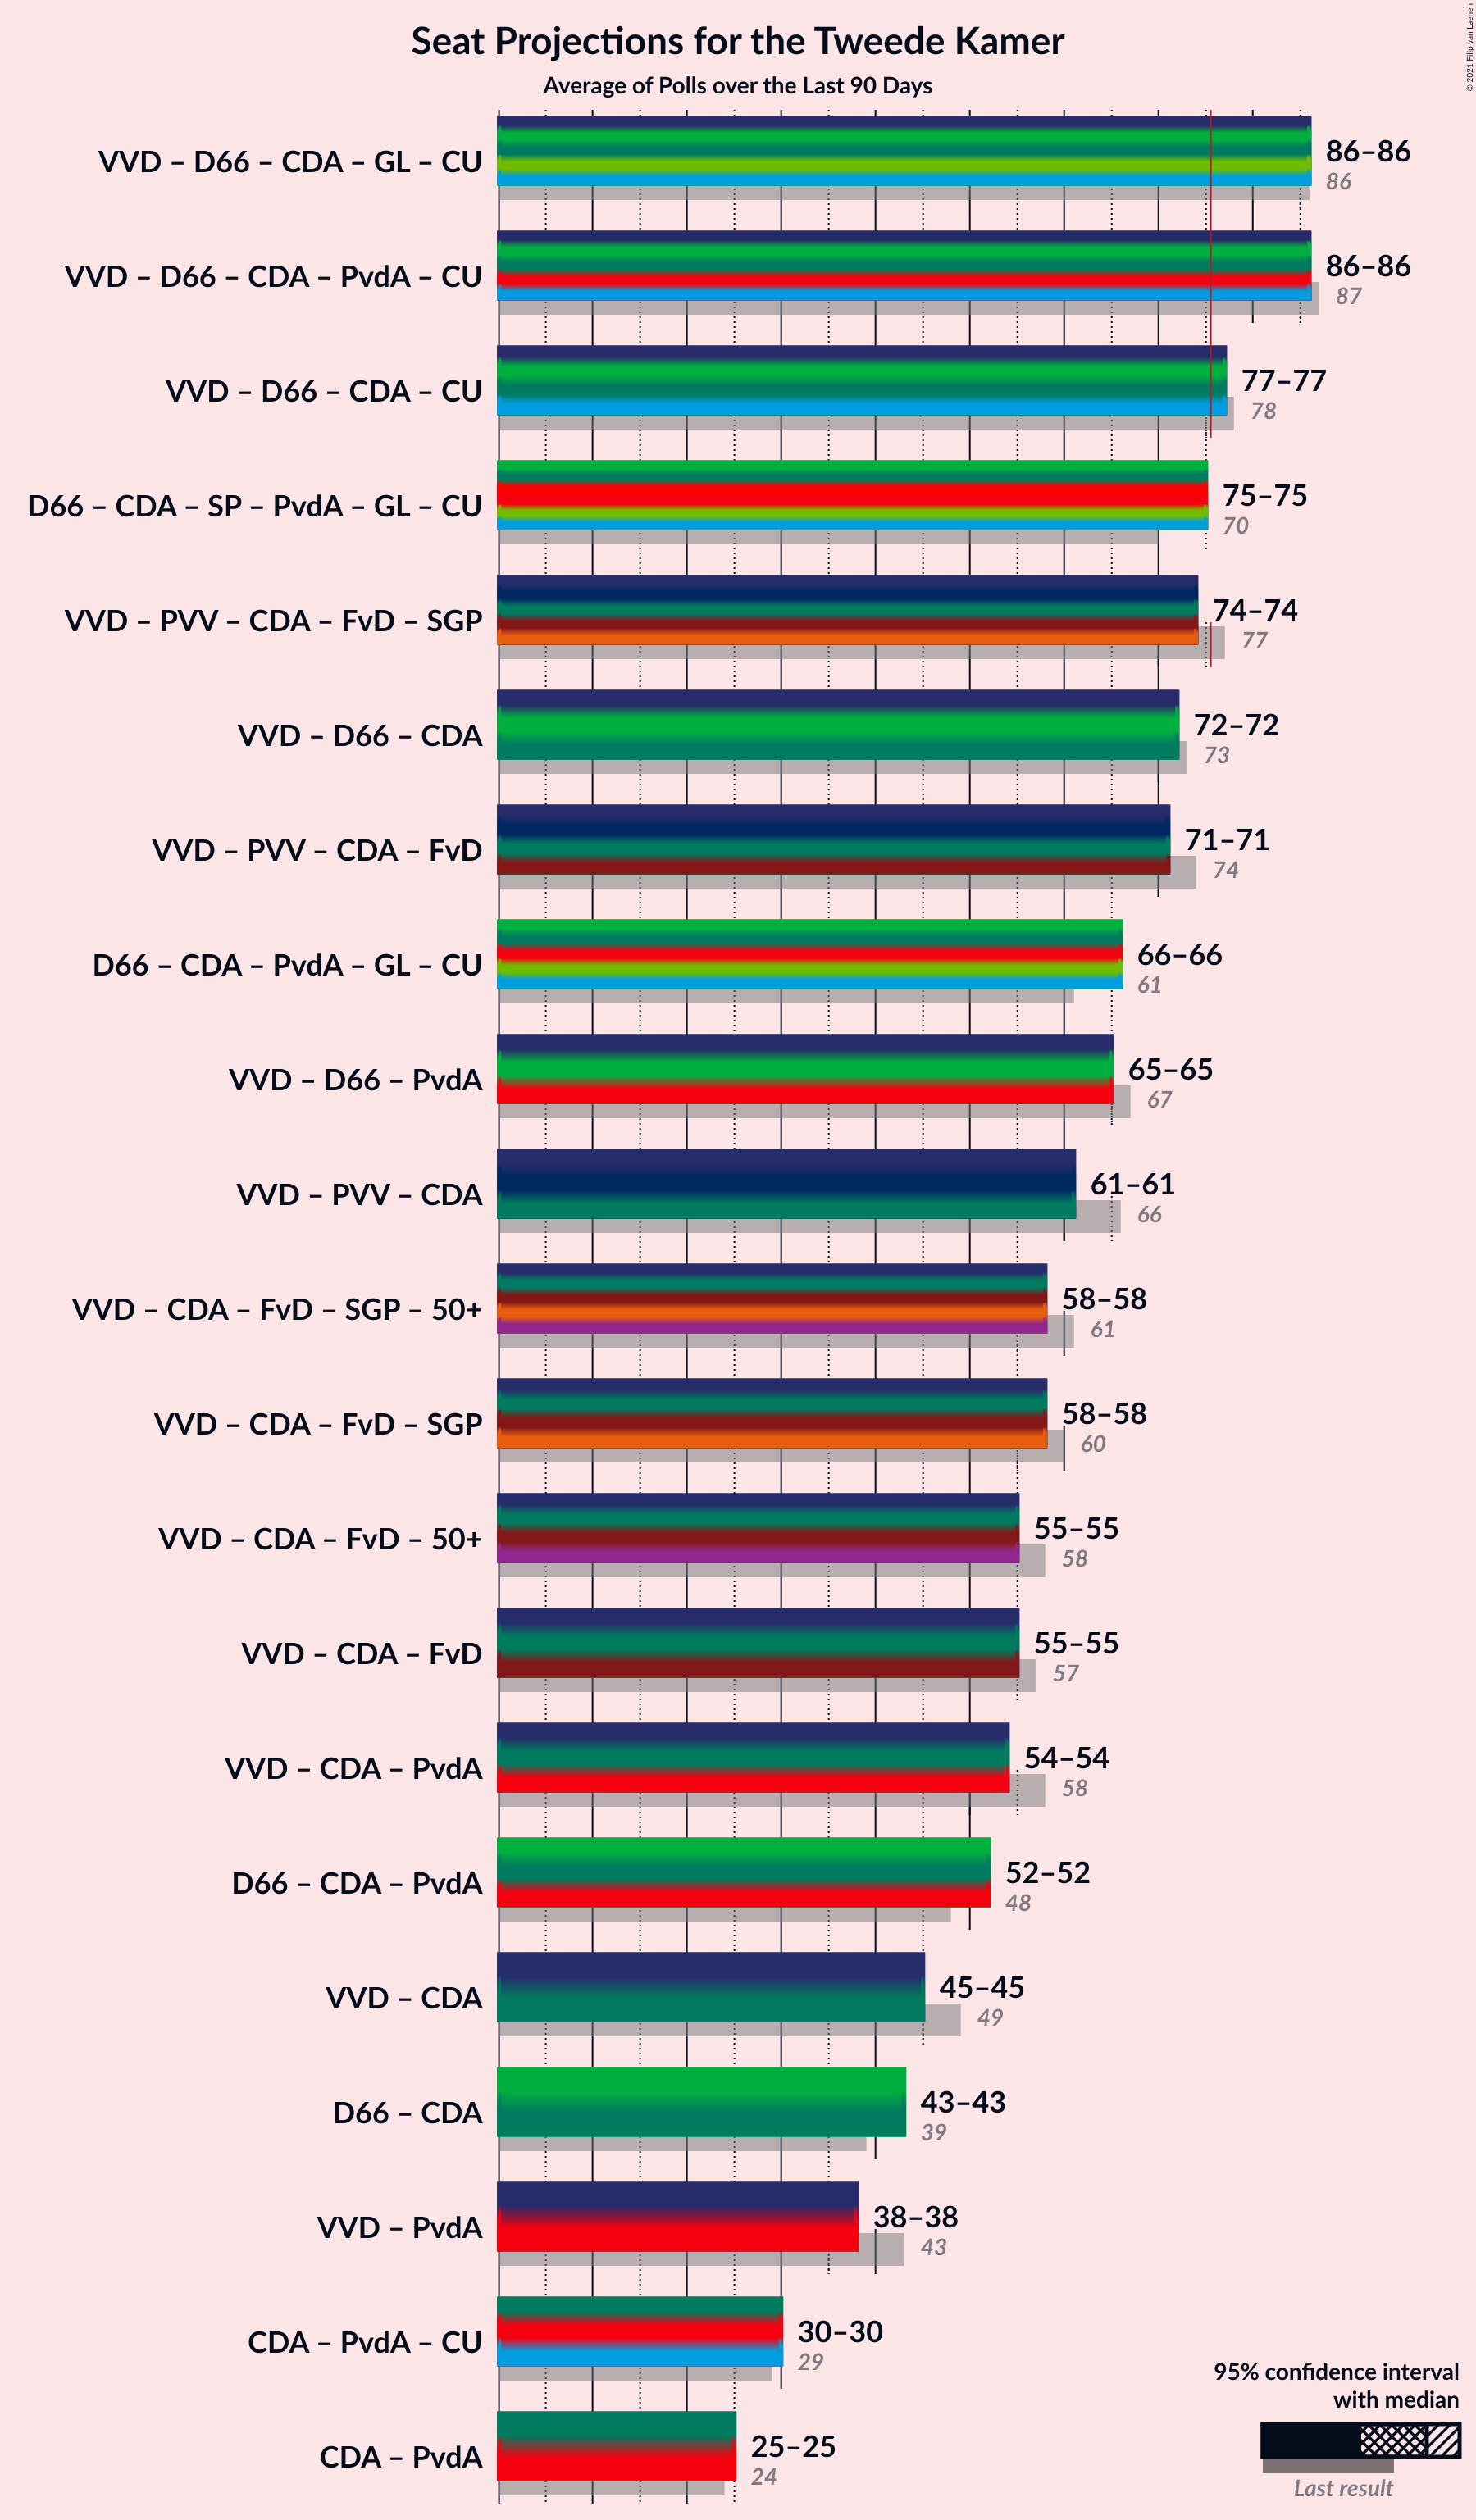 Seat Projections for the Tweede Kamer
Average of Polls over the Last 90 Days
© 2021 Filip van Laenen
VVD – D66 – CDA – GL – CU
86–86
86
VVD – D66 – CDA – PvdA – CU
86–86
87
VVD – D66 – CDA – CU
77–77
78
D66 – CDA – SP – PvdA – GL – CU
75–75
70
VVD – PVV – CDA – FvD – SGP
74–74
77
VVD – D66 – CDA
72–72
73
VVD – PVV – CDA – FvD
71–71
74
D66 – CDA – PvdA – GL – CU
66–66
61
VVD – D66 – PvdA
65–65
67
VVD – PVV – CDA
61–61
66
VVD – CDA – FvD – SGP – 50+
58–58
61
VVD – CDA – FvD – SGP
58–58
60
VVD – CDA – FvD – 50+
55–55
58
VVD – CDA – FvD
55–55
57
VVD – CDA – PvdA
54–54
58
D66 – CDA – PvdA
52–52
48
VVD – CDA
45–45
49
D66 – CDA
43–43
39
VVD – PvdA
38–38
43
CDA – PvdA – CU
30–30
29
CDA – PvdA
25–25
24
95% confidence interval
with median
Last result